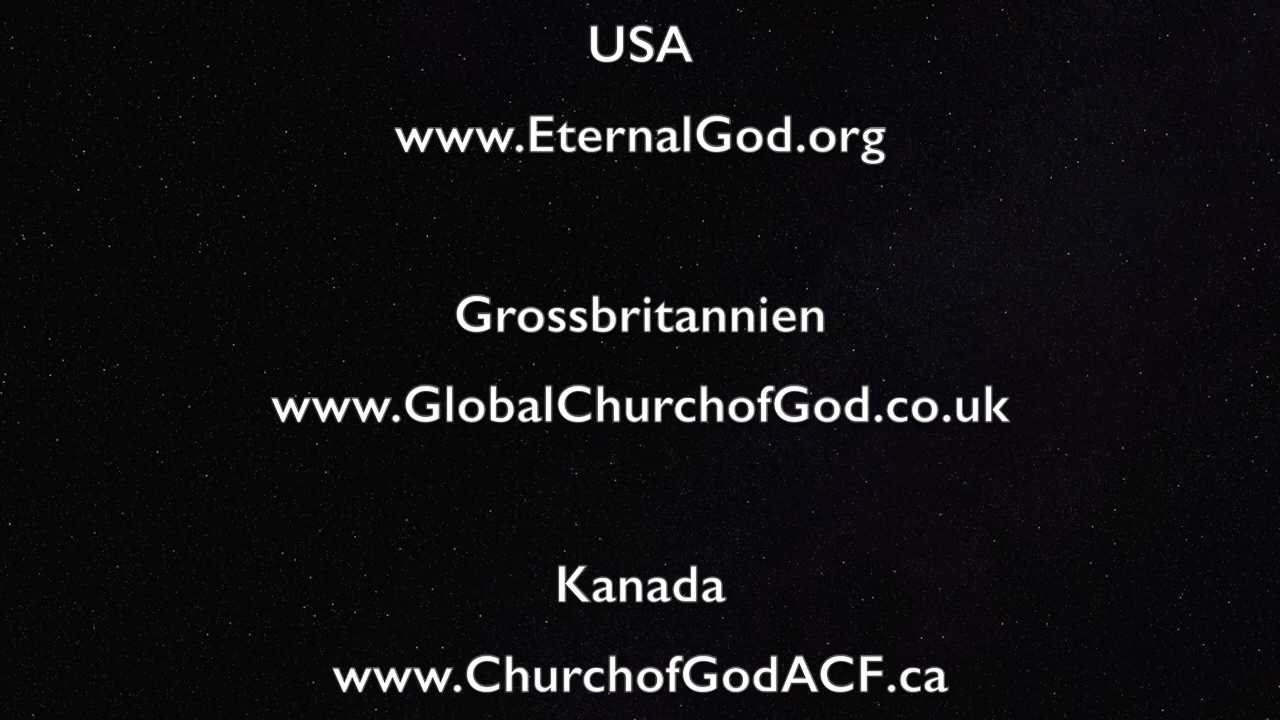 USA
www.EternalGod.org
Grossbritannien
www.GlobalChurchofGod.co.uk
Kanada
www.ChurchofGodACF.ca